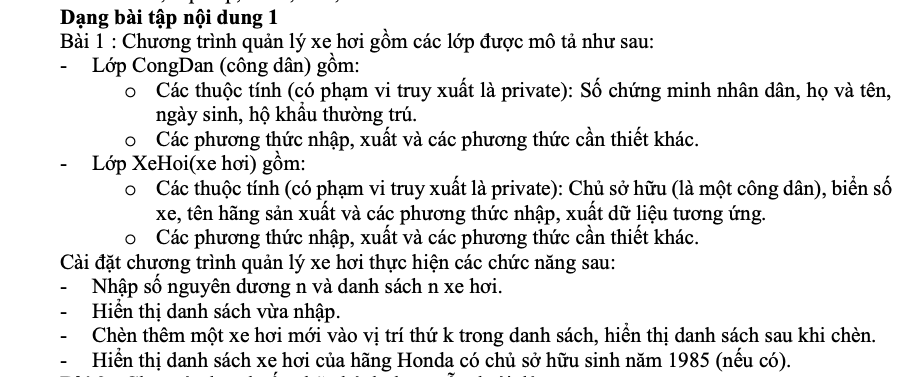 Dạng bài tập nội dung 1
Bài 1 : Chương trình quản lý xe hơi gồm các lớp được mô tả như sau:
- Lớp CongDan (công dân) gồm:
o Các thuộc tính (có phạm vi truy xuất là private): Số chứng minh nhân dân, họ và tên,
ngày sinh, hộ khẩu thường trú.
o Các phương thức nhập, xuất và các phương thức cần thiết khác.
- Lớp XeHoi(xe hơi) gồm:
o Các thuộc tính (có phạm vi truy xuất là private): Chủ sở hữu (là một công dân), biển số
xe, tên hãng sản xuất và các phương thức nhập, xuất dữ liệu tương ứng.
o Các phương thức nhập, xuất và các phương thức cần thiết khác.
Cài đặt chương trình quản lý xe hơi thực hiện các chức năng sau:
- Nhập số nguyên dương n và danh sách n xe hơi.
- Hiển thị danh sách vừa nhập.
- Chèn thêm một xe hơi mới vào vị trí thứ k trong danh sách, hiển thị danh sách sau khi chèn.
- Hiển thị danh sách xe hơi của hãng Honda có chủ sở hữu sinh năm 1985 (nếu có).